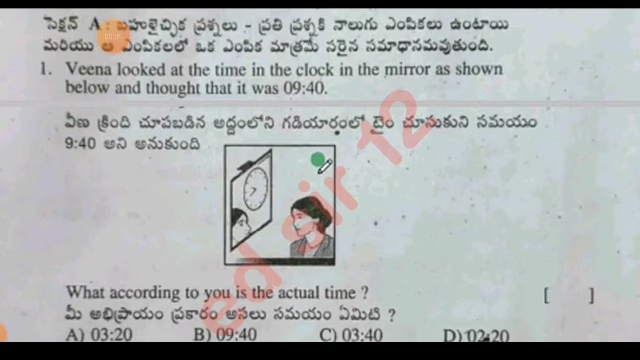 సెక్షన్ A : బహుళైచ్ఛిక ప్రశ్నలు - ప్రతి ప్రశ్నకి నాలుగు ఎంపికలు ఉంటాయి
మరియు ఆ ఎంపికలలో ఒక ఎంపిక మాత్రమే సరైన సమాధానమవుతుంది.
1. Veena looked at the time in the clock in the mirror as shown
below and thought that it was 09:40.
వీణ క్రింది చూపబడిన అద్దంలోని గడియారంలో టైం చూసుకుని సమయం
9:40 అని అనుకుంది
ed sir 12
What according to you is the actual time ? [ ]
మీ అభిప్రాయం ప్రకారం అసలు సమయం ఏమిటి ?
A) 03:20 B) 09:40 C) 03:40 D) 02:20